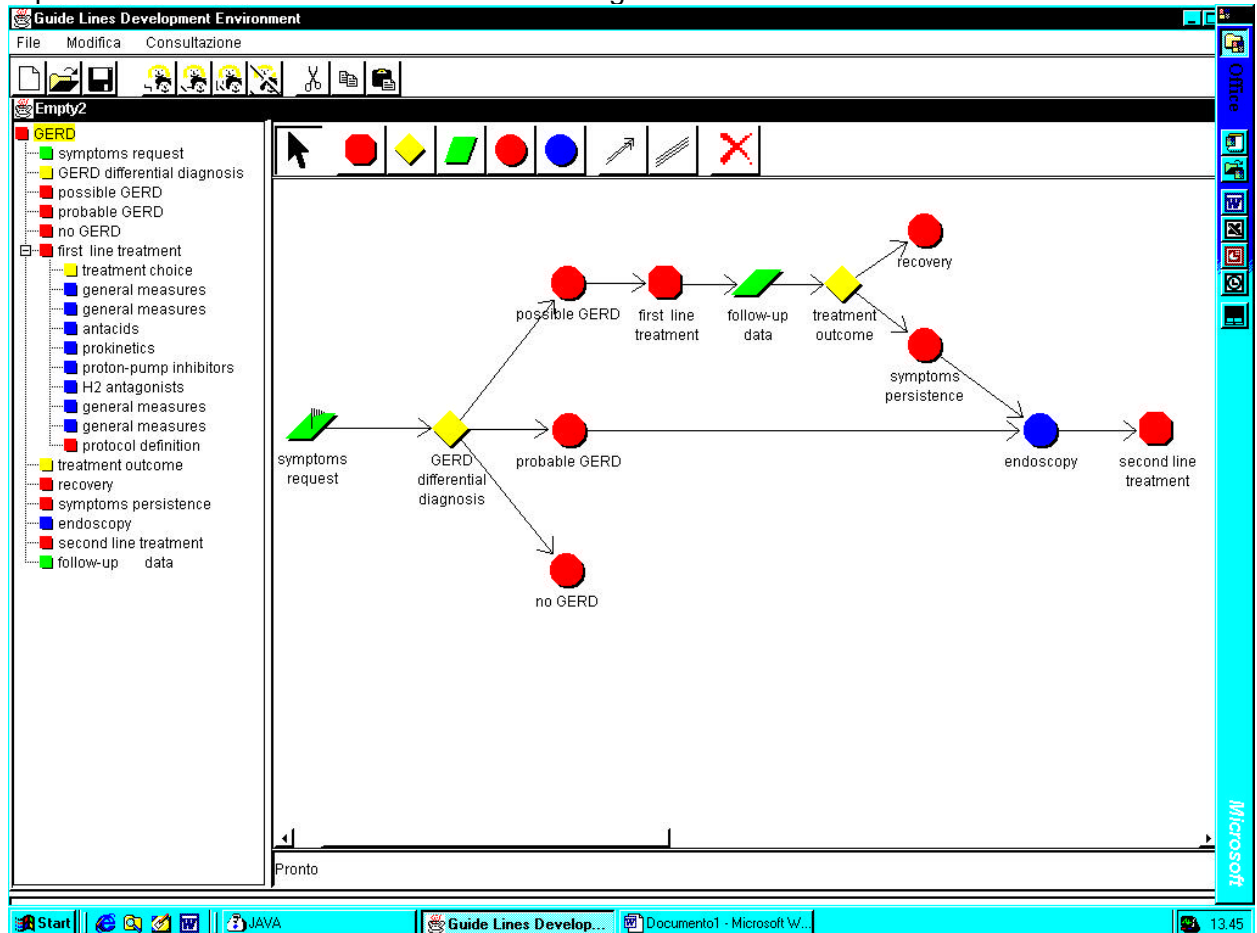 Guide Lines Development Environment
File Modifica Consultazione
Office
Empty2
GERD
symptoms request
GERD differential diagnosis
possible GERD
probable GERD
no GERD
first line treatment
treatment choice
general measures
general measures
antacids
prokinetics
proton-pump inhibitors
H2 antagonists
general measures
general measures
protocol definition
treatment outcome
recovery
symptoms persistence
endoscopy
second line treatment
follow-up data
recovery
possible GERD
first line
treatment
follow-up
data
treatment
outcome
symptoms
persistence
symptoms
request
GERD
differential
diagnosis
probable GERD
endoscopy
second line
treatment
no GERD
Microsoft
Pronto
Start
JAVA
Guide Lines Develop...
Documento1 - Microsoft W...
13.45